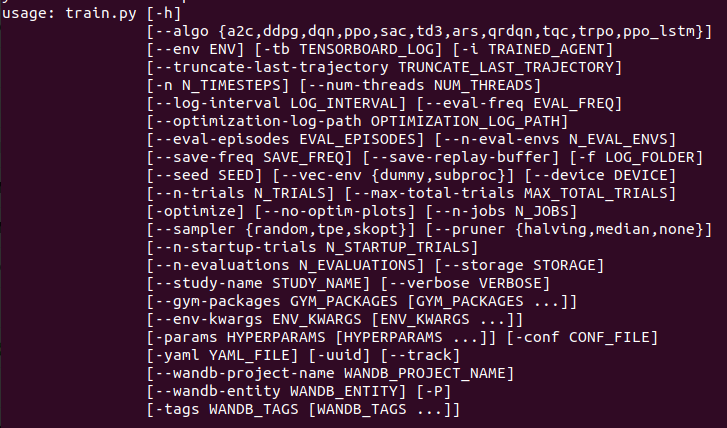 usage: train.py [-h]
[--algo {a2c,ddpg,dqn,ppo,sac,td3,ars,qrdqn,tqc,trpo,ppo_lstm}]
[--env ENV] [-tb TENSORBOARD_LOG] [-i TRAINED_AGENT]
[--truncate-last-trajectory TRUNCATE_LAST_TRAJECTORY]
[-n N_TIMESTEPS] [--num-threads NUM_THREADS]
[--log-interval LOG_INTERVAL] [--eval-freq EVAL_FREQ]
[--optimization-log-path OPTIMIZATION_LOG_PATH]
[--eval-episodes EVAL_EPISODES] [--n-eval-envs N_EVAL_ENVS]
[--save-freq SAVE_FREQ] [--save-replay-buffer] [-f LOG_FOLDER]
[--seed SEED] [--vec-env {dummy,subproc}] [--device DEVICE]
[--n-trials N_TRIALS] [--max-total-trials MAX_TOTAL_TRIALS]
[-optimize] [--no-optim-plots] [--n-jobs N_JOBS]
[--sampler {random,tpe,skopt}] [--pruner {halving,median,none}]
[--n-startup-trials N_STARTUP_TRIALS]
[--n-evaluations N_EVALUATIONS] [--storage STORAGE]
[--study-name STUDY_NAME] [--verbose VERBOSE]
[--gym-packages GYM_PACKAGES [GYM_PACKAGES ...]]
[--env-kwargs ENV_KWARGS [ENV_KWARGS ...]]
[-params HYPERPARAMS [HYPERPARAMS ...]] [-conf CONF_FILE]
[-yaml YAML_FILE] [-uuid] [--track]
[--wandb-project-name WANDB_PROJECT_NAME]
[--wandb-entity WANDB_ENTITY] [-P]
[-tags WANDB_TAGS [WANDB_TAGS ...]]